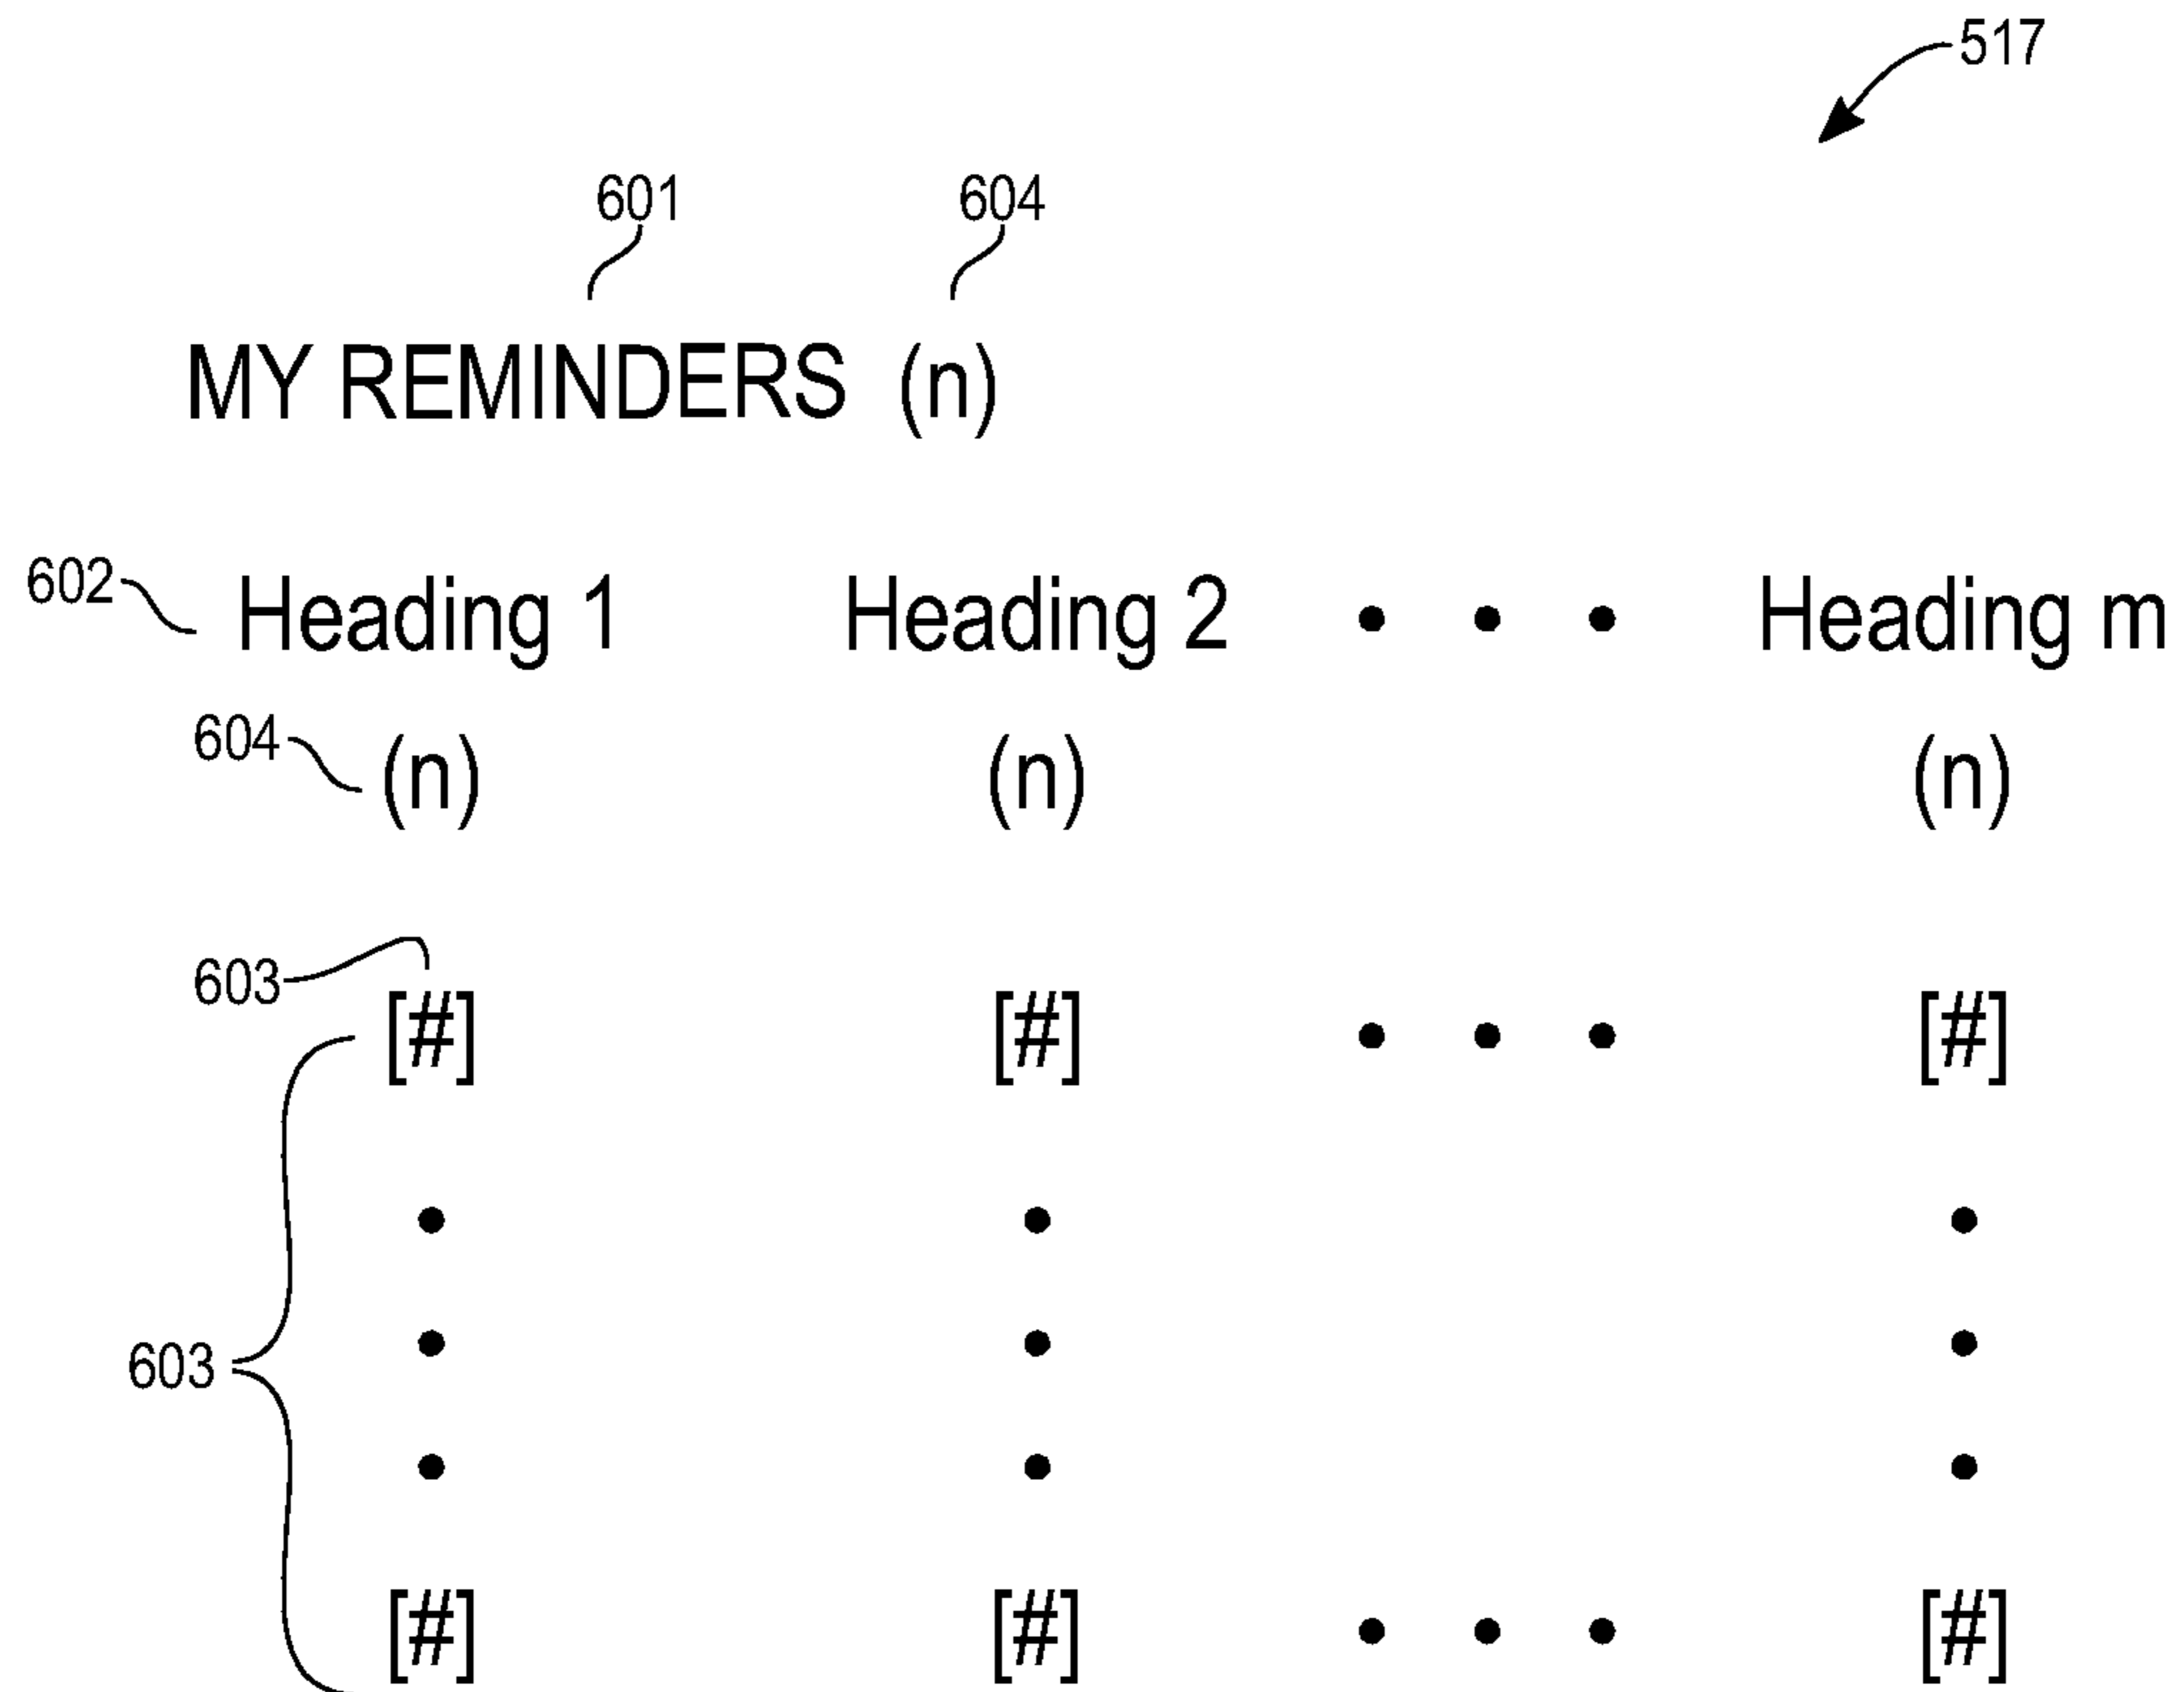 517
601 604
MY REMINDERS (n)
602 Heading 1 Heading 2 • • • Heading m
604 (n) (n) (n)
603
[#] [#] • • • [#]
• • •
• • •
603
• • •
[#] [#] • • • [#]